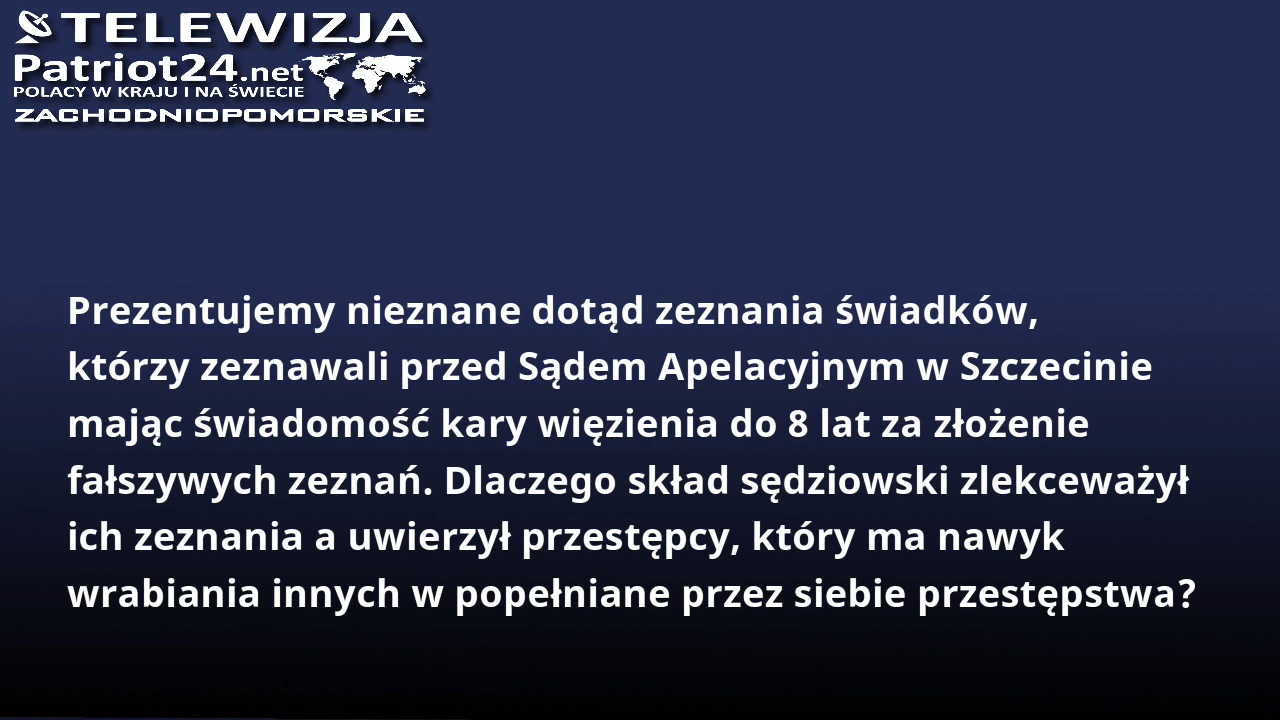 TELEWIZJA
Patriot24.net
POLACY W KRAJU I NA ŚWIECIE
ZACHODNIOPOMORSKIE
Prezentujemy nieznane dotąd zeznania świadków,
którzy zeznawali przed Sądem Apelacyjnym w Szczecinie
mając świadomość kary więzienia do 8 lat za złożenie
fałszywych zeznań. Dlaczego skład sędziowski zlekceważył
ich zeznania a uwierzył przestępcy, który ma nawyk
wrabiania innych w popełniane przez siebie przestępstwa?